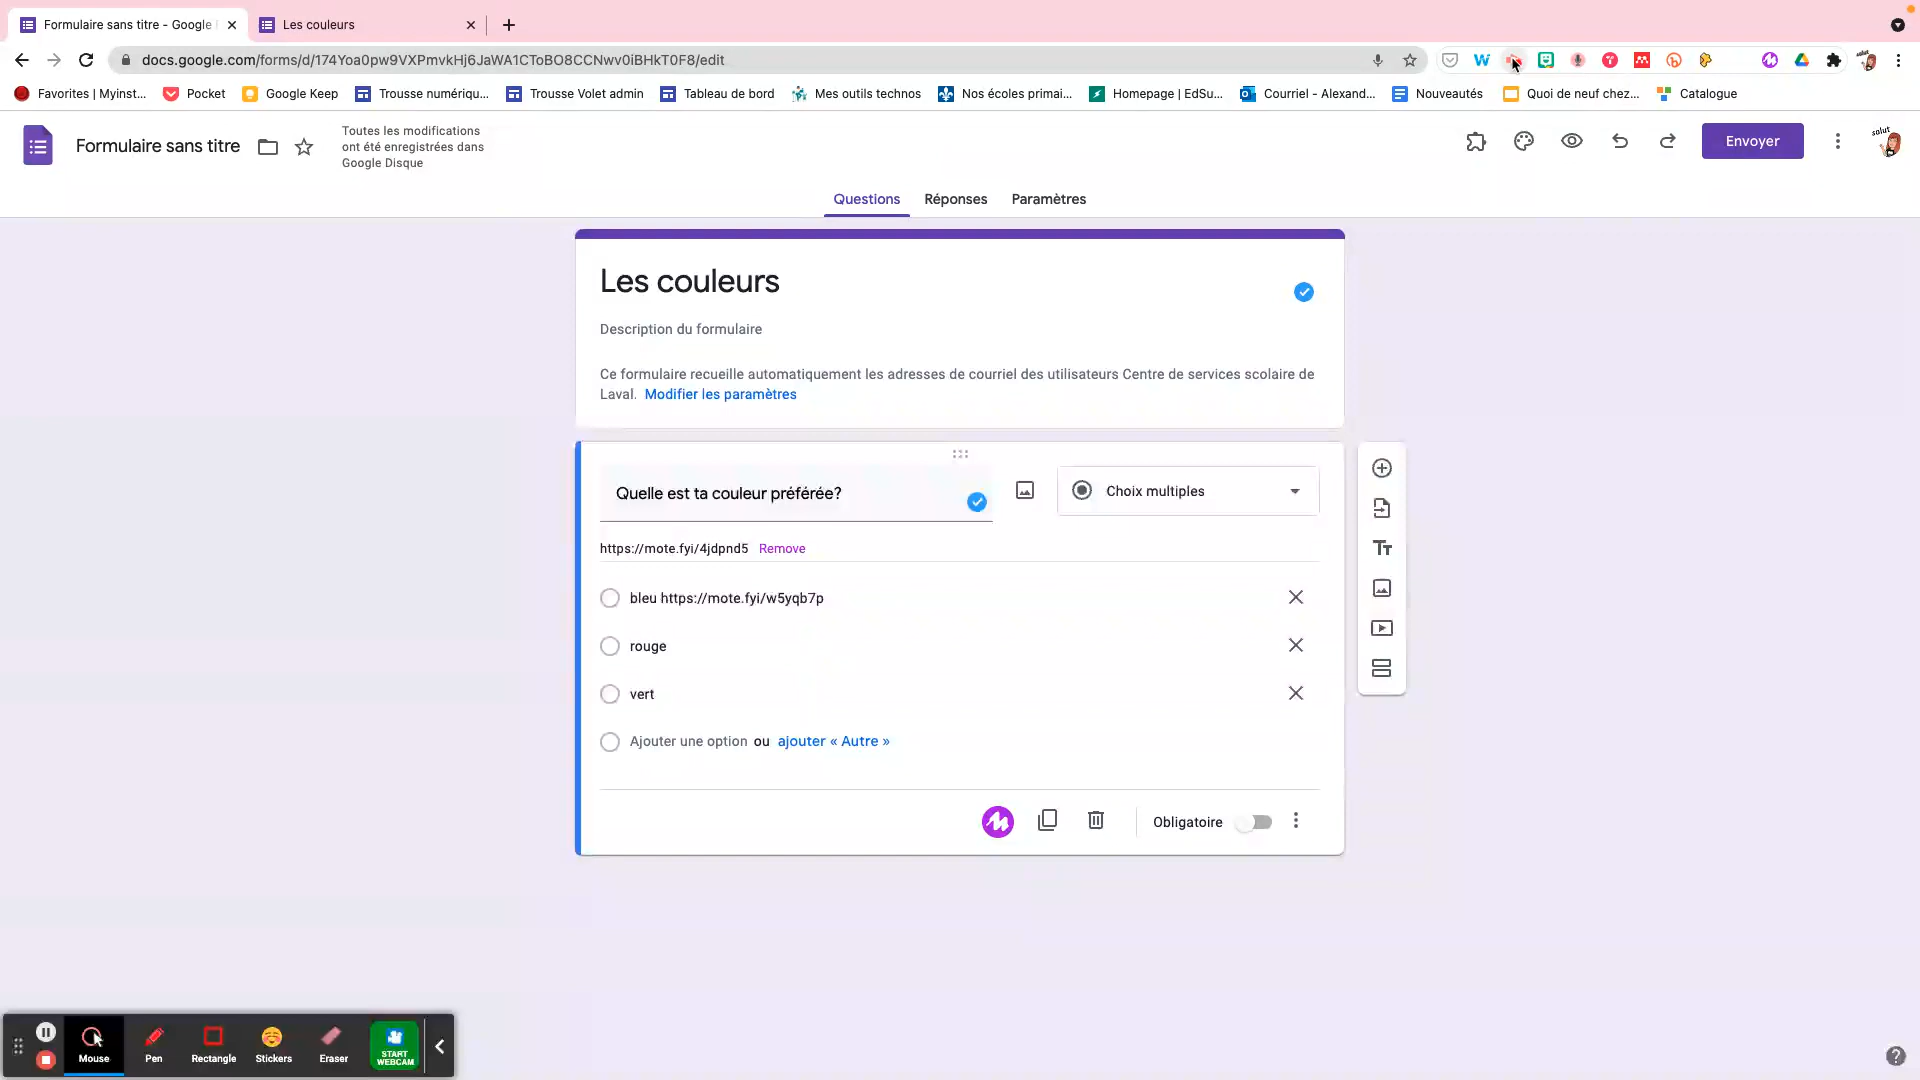 Formulaire sans titre - Google
Les couleurs
docs.google.com/forms/d/174Yoa0pw9VXPmvkHj6JaWA1CToBO8CCNwv0iBHkT0F8/edit
Favorites | Myinst...
Pocket
Google Keep
Trousse numériqu...
Trousse Volet admin
Tableau de bord
Mes outils technos
Nos écoles primai...
Homepage | EdSu...
Courriel - Alexand...
Nouveautés
Quoi de neuf chez...
Catalogue
Formulaire sans titre
Toutes les modifications
ont été enregistrées dans
Google Disque
Envoyer
salut
Questions
Réponses
Paramètres
Les couleurs
Description du formulaire
Ce formulaire recueille automatiquement les adresses de courriel des utilisateurs Centre de services scolaire de
Laval. Modifier les paramètres
Quelle est ta couleur préférée?
Choix multiples
https://mote.fyi/4jdpnd5 Remove
bleu https://mote.fyi/w5yqb7p
rouge
vert
Ajouter une option ou ajouter « Autre »
Obligatoire
Mouse
Pen
Rectangle
Stickers
Eraser
START
WEBCAM